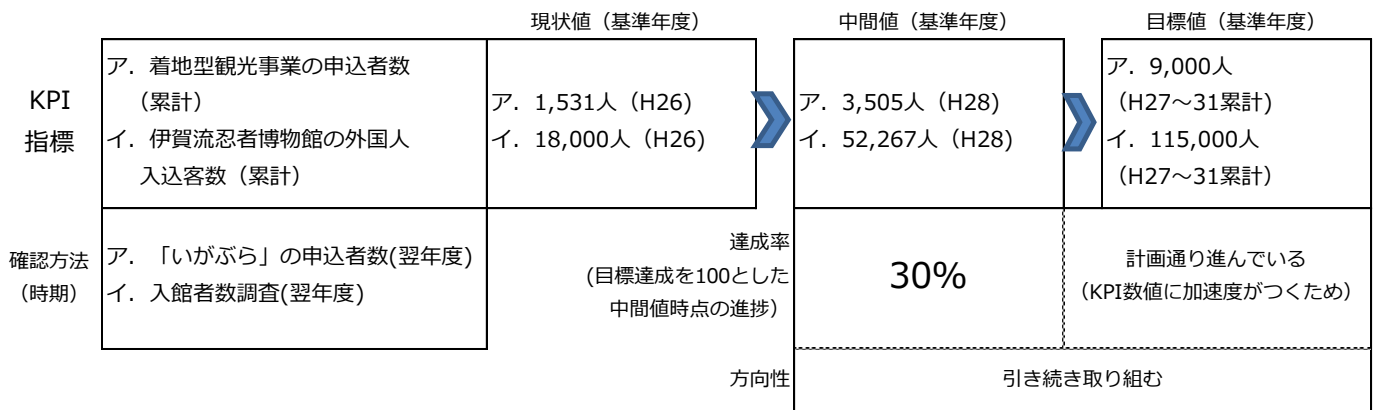 現状値（基準年度）
中間値（基準年度）
目標値（基準年度）
KPI
指標
ア．着地型観光事業の申込者数
（累計）
イ．伊賀流忍者博物館の外国人
入込客数（累計）
ア．1,531人（H26）
イ．18,000人（H26）
ア．3,505人（H28）
イ．52,267人（H28）
ア．9,000人
（H27～31累計)
イ．115,000人
（H27～31累計）
確認方法
（時期）
ア．「いがぶら」の申込者数(翌年度)
イ．入館者数調査(翌年度)
達成率
(目標達成を100とした
中間値時点の進捗）
30%
計画通り進んでいる
（KPI数値に加速度がつくため）
方向性
引き続き取り組む